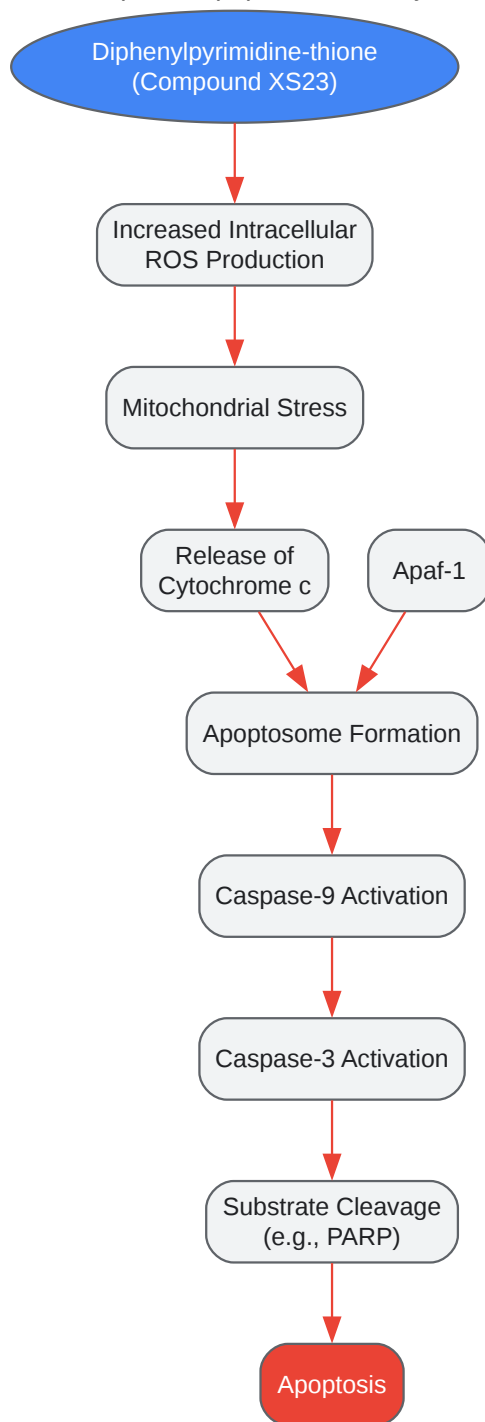 Diphenylpyrimidine-thione
(Compound XS23)
Increased Intracellular
ROS Production
Mitochondrial Stress
Release of
Cytochrome c
Apaf-1
Apoptosome Formation
Caspase-9 Activation
Caspase-3 Activation
Substrate Cleavage
(e.g., PARP)
Apoptosis